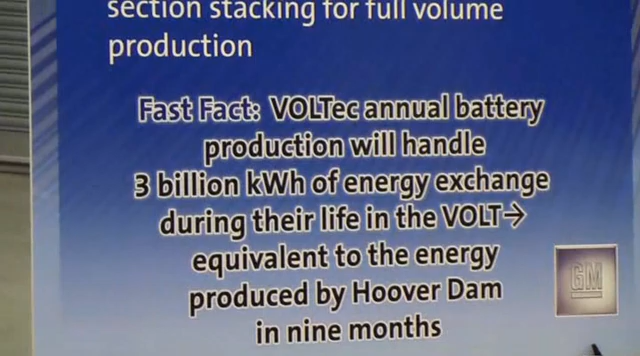 section stacking for full volume
production
Fast Fact: VOLTec annual battery
production will handle
3 billion kWh of energy exchange
during their life in the VOLT→
equivalent to the energy
produced by Hoover Dam
in nine months
GM